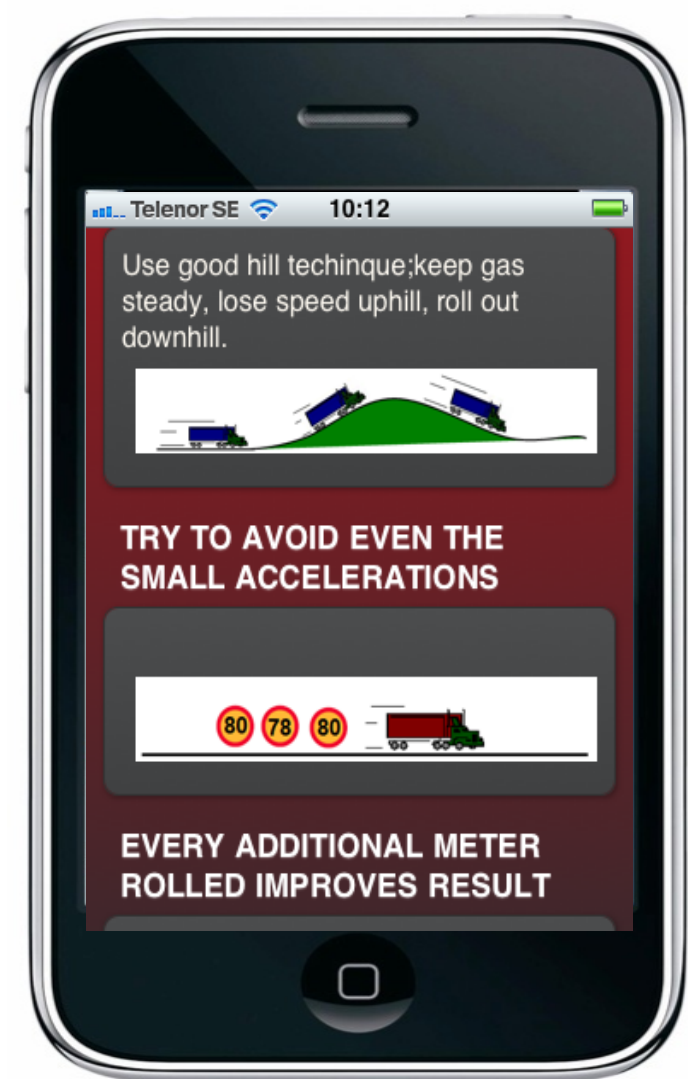 Telenor SE 10:12
Use good hill techinque;keep gas
steady, lose speed uhill, roll out
downhill.
TRY TO AVOID EVEN THE
SMALL ACCELERATIONS
80 78 80
EVERY ADDITIONAL METER
ROLLED IMPROVES RESULT